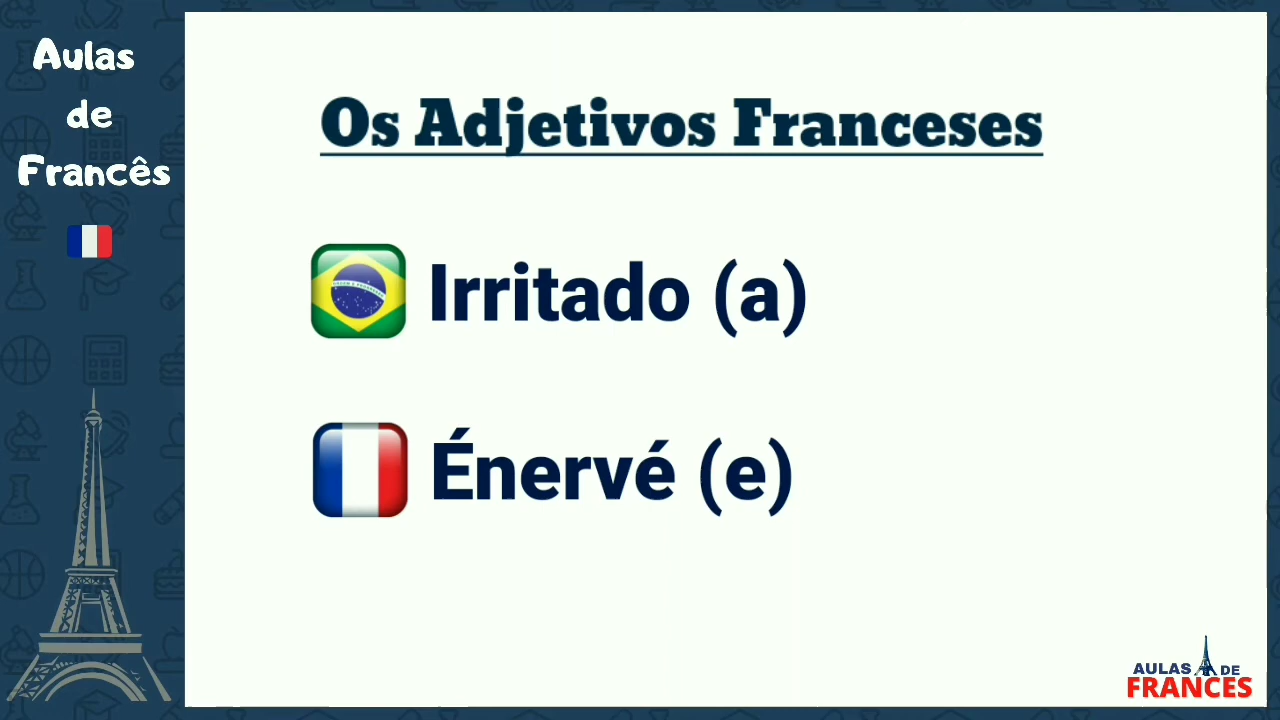 Aulas
de
Francês
Os Adjetivos Franceses
Irritado (a)
Énervé (e)
AULAS DE
FRANCES